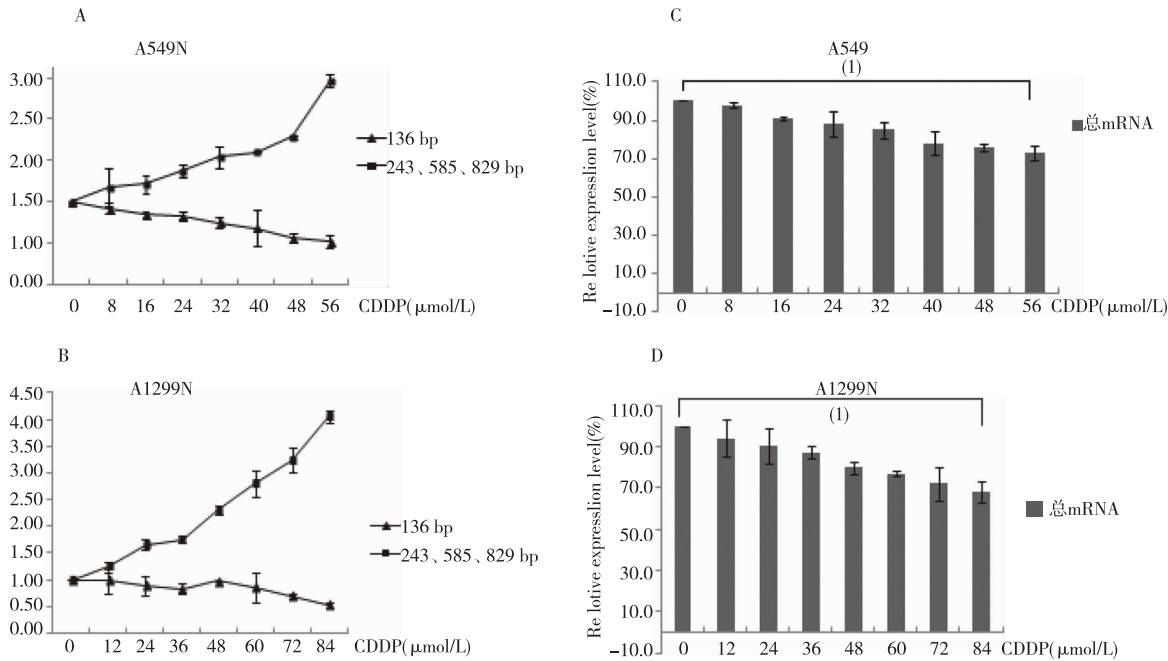 A
A549N
3.00
2.50
2.00
1.50
1.00
0.00
0 8 16 24 32 40 48 56 CDDP(μmol/L)
136 bp
243、585、829 bp
C
A549
(1)
Re lotive expresslion level(%)
110.0
90.0
70.0
50.0
30.0
10.0
−10.0
0 8 16 24 32 40 48 56 CDDP(μmol/L)
总mRNA
B
A1299N
4.50
4.00
3.50
3.00
2.50
2.00
1.50
1.00
0.50
0.00
0 12 24 36 48 60 72 84 CDDP(μmol/L)
136 bp
243、585、829 bp
D
A1299N
(1)
Re lotive expresslion level(%)
110.0
90.0
70.0
50.0
30.0
10.0
−10.0
0 12 24 36 48 60 72 84 CDDP(μmol/L)
总mRNA